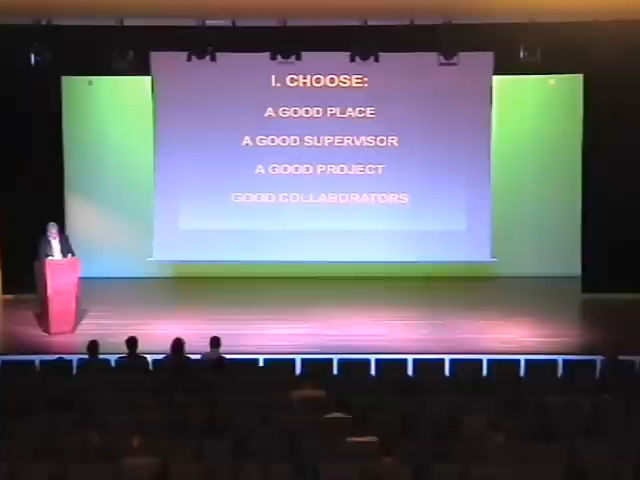 I. CHOOSE:
A GOOD PLACE
A GOOD SUPERVISOR
A GOOD PROJECT
GOOD COLLABORATORS